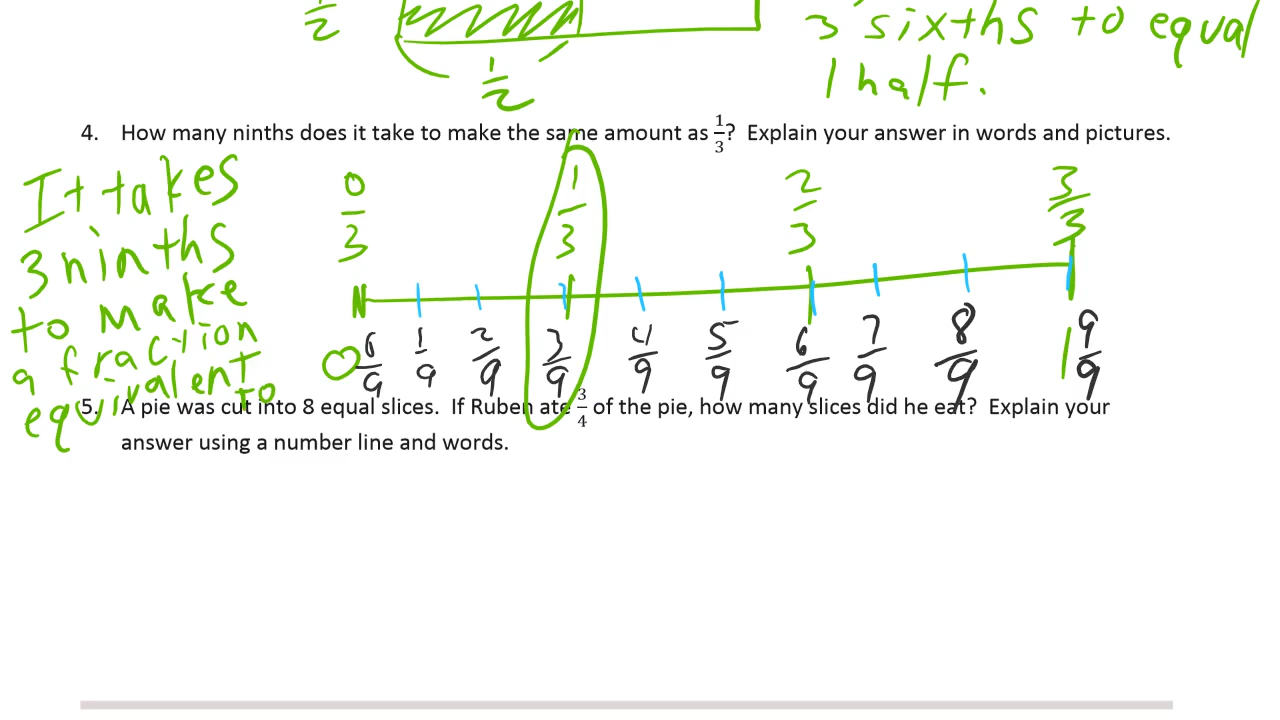 1/2
1/2
3 sixths to equal
1 half.
4. How many ninths does it take to make the same amount as 1/3? Explain your answer in words and pictures.
It takes
3 ninths
to make
a fraction
equivalent to
0/3 1/3 2/3 3/3
0 0/9 1/9 2/9 3/9 4/9 5/9 6/9 7/9 8/9 1 9/9
5. A pie was cut into 8 equal slices. If Ruben ate 3/4 of the pie, how many slices did he eat? Explain your
answer using a number line and words.